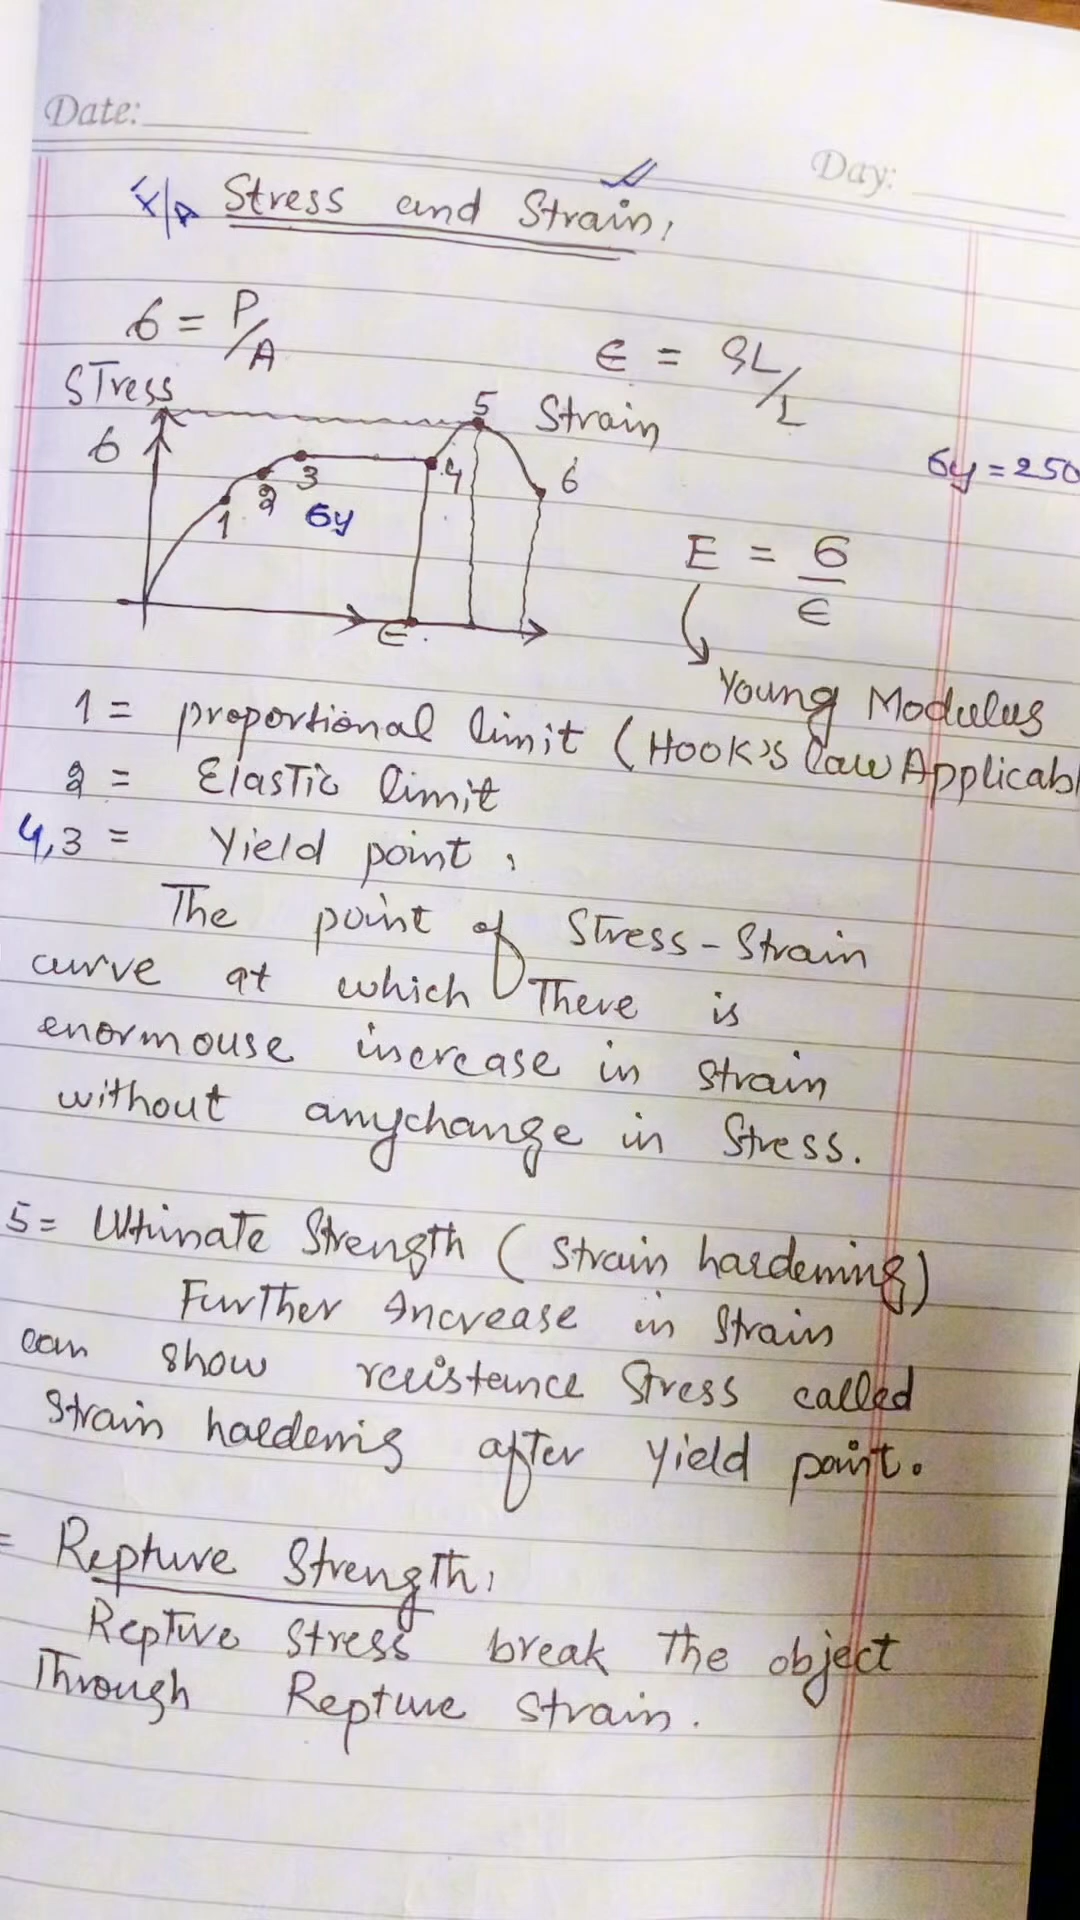 Date:
Day:
F/A Stress and Strain,
σ = P/A
ϵ = δL/L
STress
σ
5
Strain
σy = 250
1
2
3
4
6
σy
E = σ/ϵ
ϵ
Young Modulus
1 = proportional limit (Hook's law Applicabl
2 = Elastic limit
4,3 = Yield point,
The point of Stress-Strain
curve at which There is
enormouse increase in strain
without anychange in Stress.
5 = Ultimate Strength (Strain hardening)
Further Increase in Strain
can show resistance Stress called
Strain hardening after Yield point.
= Repture Strength,
Repture Stress break The object
Through Repture Strain.